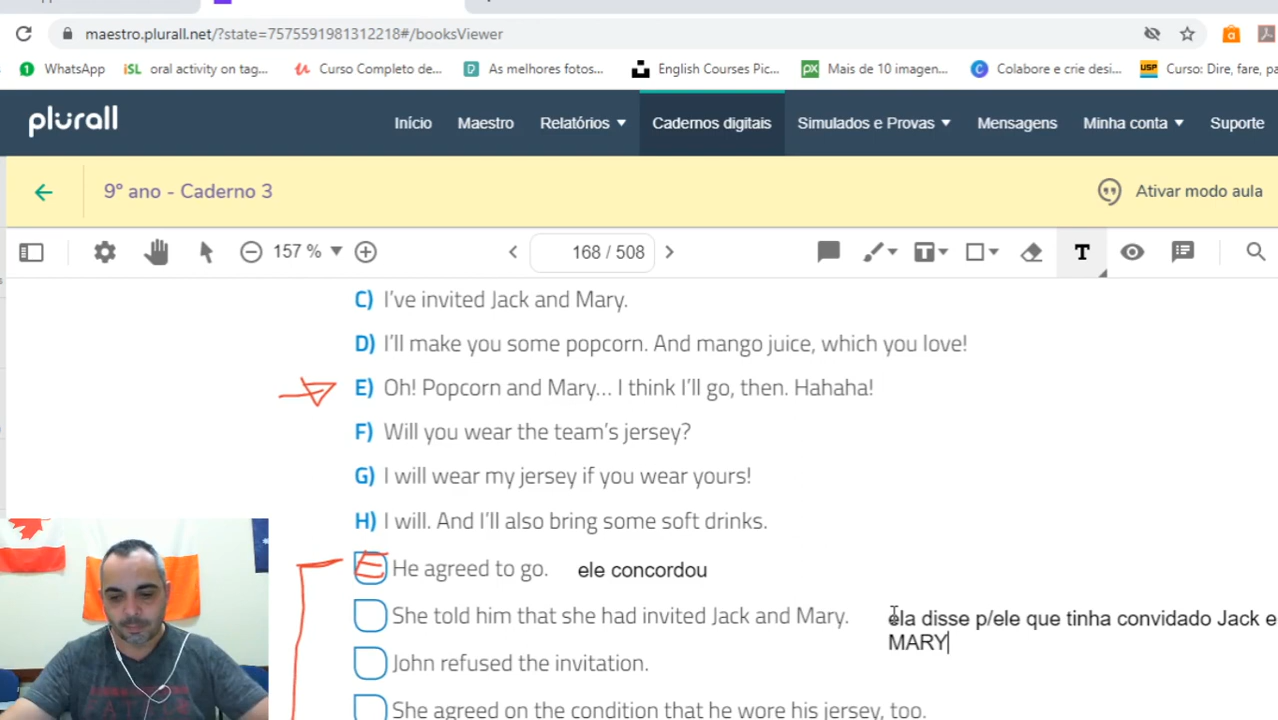 maestro.plurall.net/?state=7575591981312218#/booksViewer
WhatsApp
iSL oral activity on tag...
Curso Completo de...
As melhores fotos...
English Courses Pic...
px Mais de 10 imagen...
Colabore e crie desi...
USP Curso: Dire, fare, pa
plurall
Início Maestro Relatórios Cadernos digitais Simulados e Provas Mensagens Minha conta Suporte
9º ano - Caderno 3
Ativar modo aula
157 %
168 / 508
T
C) I've invited Jack and Mary.
D) I'll make you some popcorn. And mango juice, which you love!
E) Oh! Popcorn and Mary... I think I'll go, then. Hahaha!
F) Will you wear the team's jersey?
G) I will wear my jersey if you wear yours!
H) I will. And I'll also bring some soft drinks.
E He agreed to go. ele concordou
She told him that she had invited Jack and Mary. ela disse p/ele que tinha convidado Jack e
MARY
John refused the invitation.
She agreed on the condition that he wore his jersey, too.